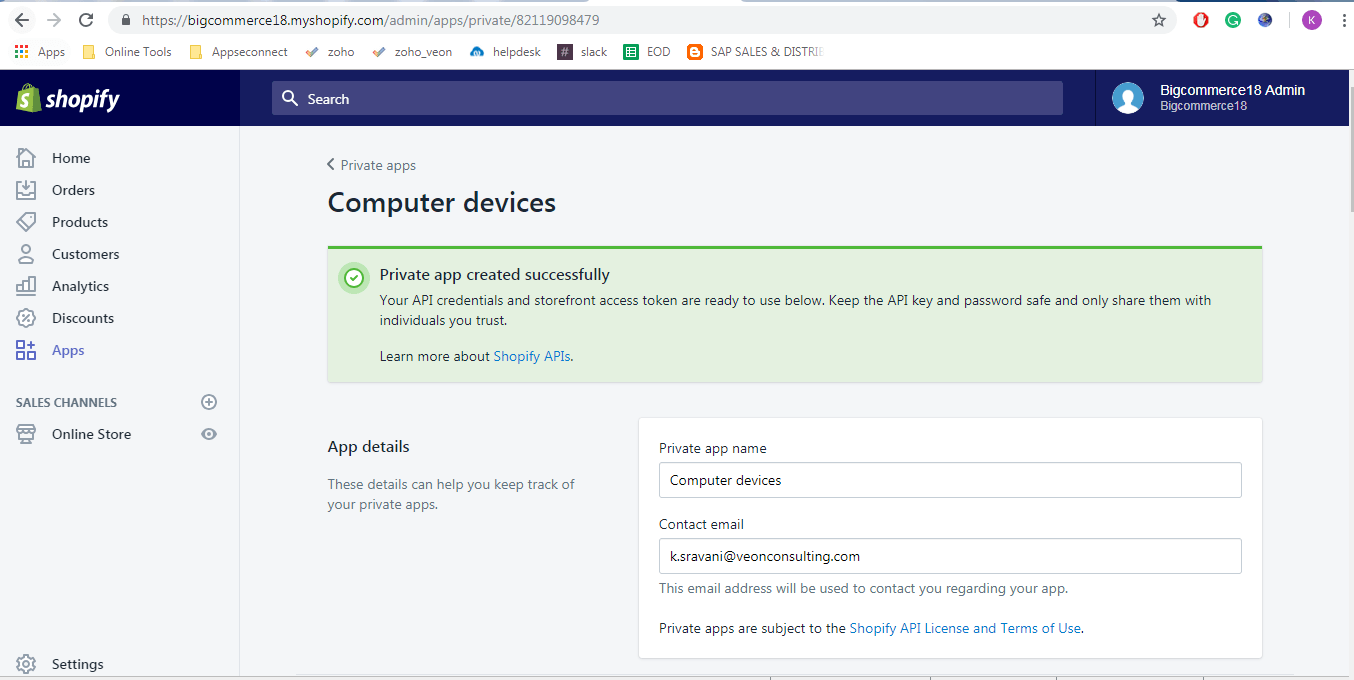 https://bigcommerce18.myshopify.com/admin/apps/private/82119098479
K
Apps Online Tools Appseconnect zoho zoho_veon helpdesk # slack EOD SAP SALES & DISTRI
shopify
Search
Bigcommerce18 Admin
Bigcommerce18
Home
Orders
Products
Customers
Analytics
Discounts
Apps
SALES CHANNELS
Online Store
Settings
Private apps
Computer devices
Private app created successfully
Your API credentials and storefront access token are ready to use below. Keep the API key and password safe and only share them with
individuals you trust.
Learn more about Shopify APIs.
App details
These details can help you keep track of
your private apps.
Private app name
Computer devices
Contact email
k.sravani@veonconsulting.com
This email address will be used to contact you regarding your app.
Private apps are subject to the Shopify API License and Terms of Use.